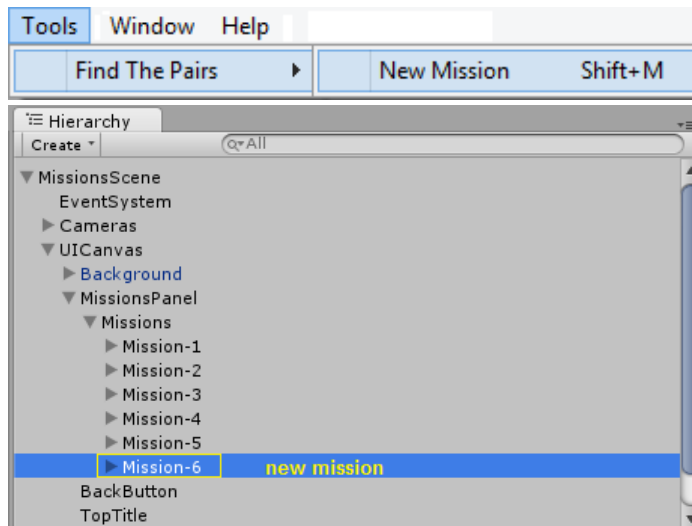 Tools Window Help
Find The Pairs New Mission Shift+M
Hierarchy
Create All
MissionsScene
EventSystem
Cameras
UICanvas
Background
MissionsPanel
Missions
Mission-1
Mission-2
Mission-3
Mission-4
Mission-5
Mission-6 new mission
BackButton
TopTitle